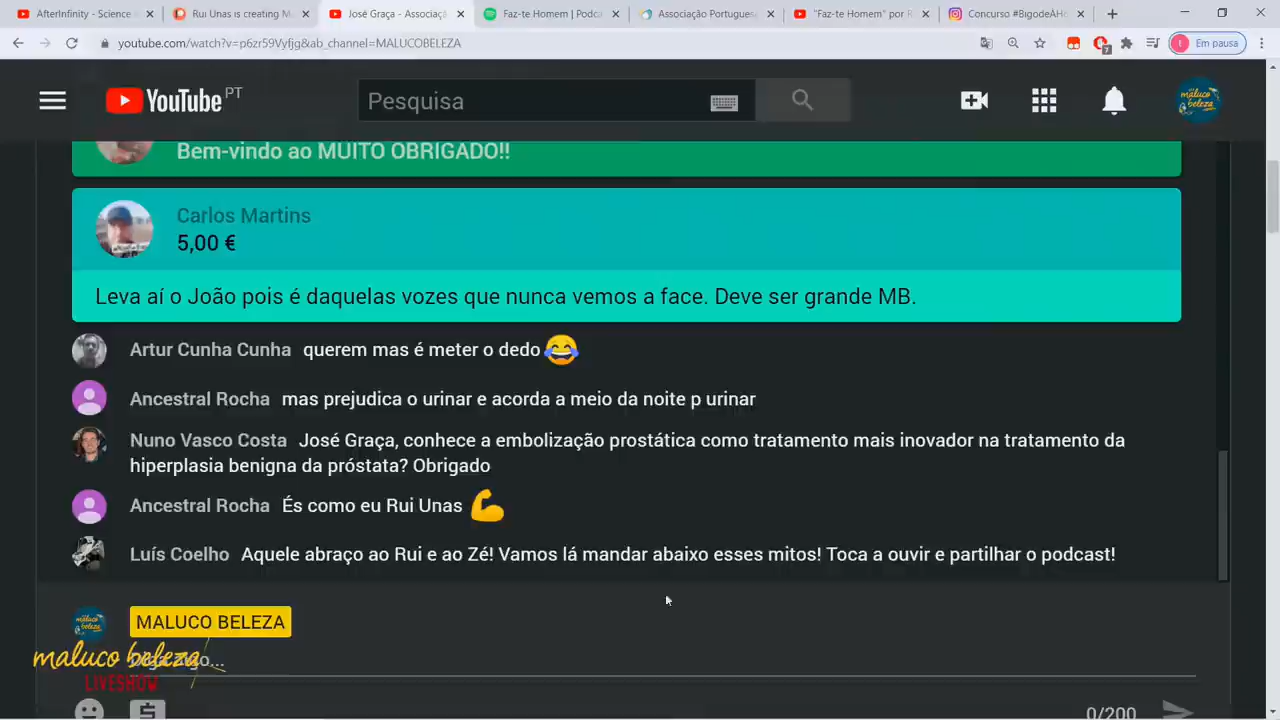 AfterInfinity - Science i
Rui Unas is creating M
José Graça - Associaçã
Faz-te Homem | Podca
Associação Portugues
"Faz-te Homem" por R
Concurso #BigodeÀHo
youtube.com/watch?v=p6zr59Vyfjg&ab_channel=MALUCOBELEZA
7
t Em pausa
YouTube PT
Pesquisa
maluco beleza
Bem-vindo ao MUITO OBRIGADO!!
Carlos Martins
5,00 €
Leva aí o João pois é daquelas vozes que nunca vemos a face. Deve ser grande MB.
Artur Cunha Cunha querem mas é meter o dedo😂
Ancestral Rocha mas prejudica o urinar e acorda a meio da noite p urinar
Nuno Vasco Costa José Graça, conhece a embolização prostática como tratamento mais inovador na tratamento da
hiperplasia benigna da próstata? Obrigado
Ancestral Rocha És como eu Rui Unas 💪
Luís Coelho Aquele abraço ao Rui e ao Zé! Vamos lá mandar abaixo esses mitos! Toca a ouvir e partilhar o podcast!
MALUCO BELEZA
maluco beleza
LIVESHOW
0/200